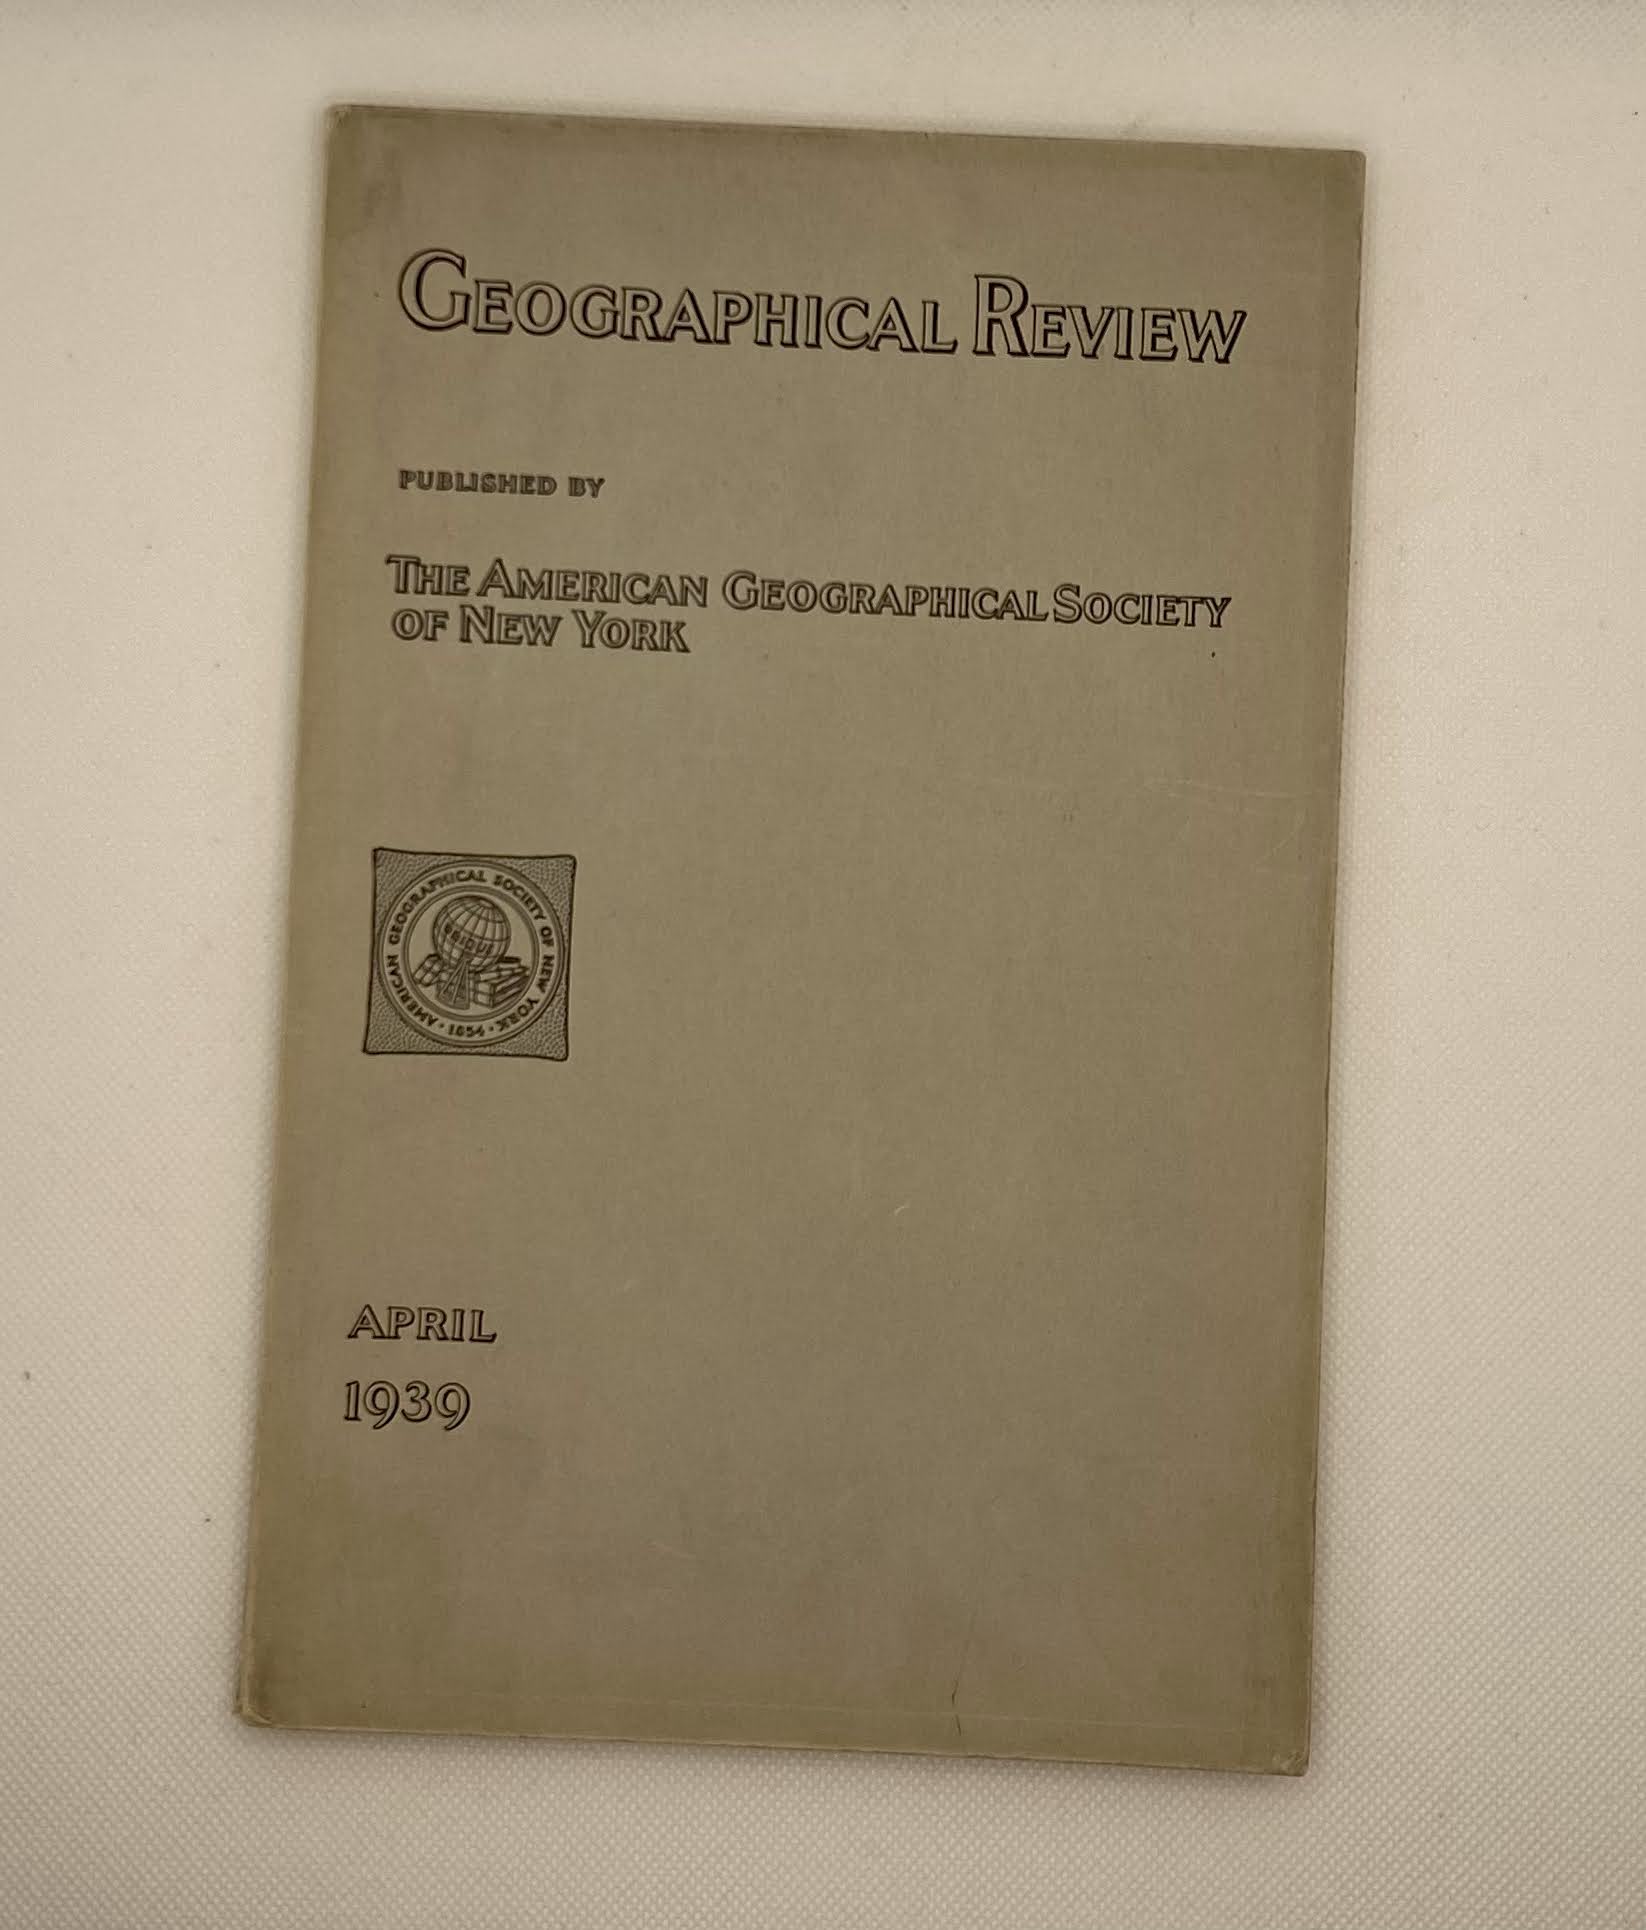 GEOGRAPHICAL REVIEW
PUBLISHED BY
THE AMERICAN GEOGRAPHICAL SOCIETY
OF NEW YORK
AMERICAN GEOGRAPHICAL SOCIETY OF NEW YORK · 1854 ·
UBIQUE
APRIL
1939